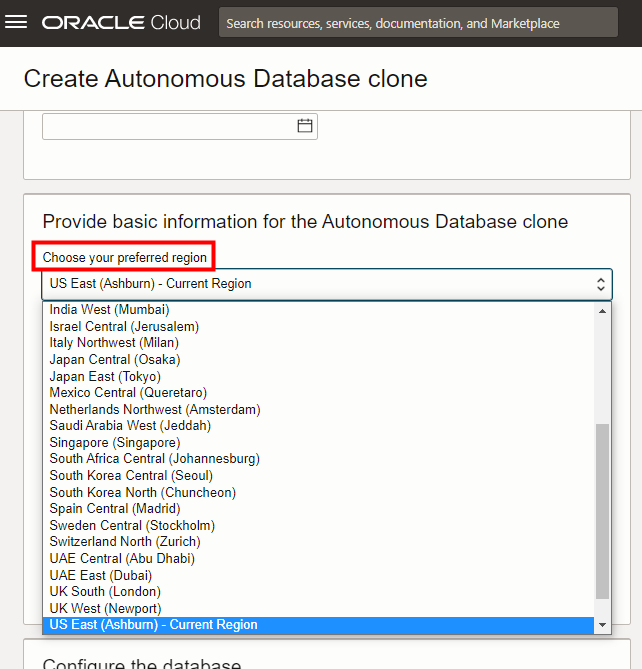 ORACLE Cloud
Search resources, services, documentation, and Marketplace
Create Autonomous Database clone
Provide basic information for the Autonomous Database clone
Choose your preferred region
US East (Ashburn) - Current Region
India West (Mumbai)
Israel Central (Jerusalem)
Italy Northwest (Milan)
Japan Central (Osaka)
Japan East (Tokyo)
Mexico Central (Queretaro)
Netherlands Northwest (Amsterdam)
Saudi Arabia West (Jeddah)
Singapore (Singapore)
South Africa Central (Johannesburg)
South Korea Central (Seoul)
South Korea North (Chuncheon)
Spain Central (Madrid)
Sweden Central (Stockholm)
Switzerland North (Zurich)
UAE Central (Abu Dhabi)
UAE East (Dubai)
UK South (London)
UK West (Newport)
US East (Ashburn) - Current Region
Configure the database